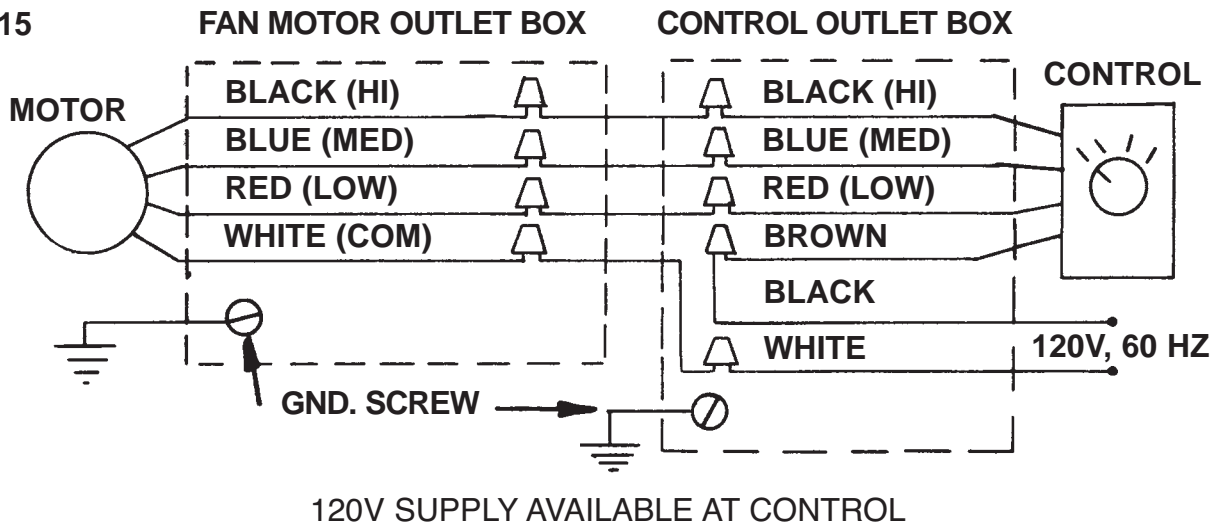 15
FAN MOTOR OUTLET BOX
CONTROL OUTLET BOX
MOTOR
CONTROL
BLACK (HI)
BLUE (MED)
RED (LOW)
WHITE (COM)
BLACK (HI)
BLUE (MED)
RED (LOW)
BROWN
BLACK
WHITE
120V, 60 HZ
GND. SCREW
120V SUPPLY AVAILABLE AT CONTROL